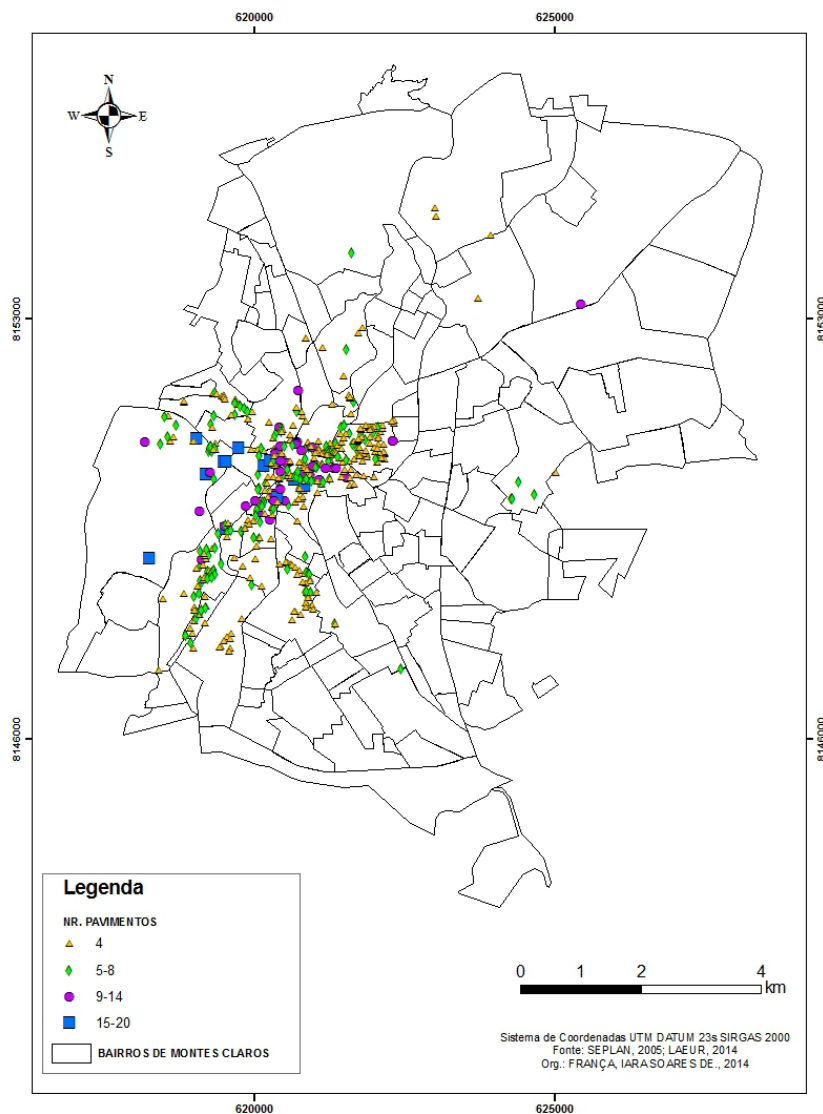 620000
625000
N
W
E
S
8153000
8153000
8146000
8146000
Legenda
NR. PAVIMENTOS
4
5-8
9-14
15-20
BAIRROS DE MONTES CLAROS
0 1 2 4
km
Sistema de Coordenadas UTM DATUM 23s SIRGAS 2000
Fonte: SEPLAN, 2005; LAEUR, 2014
Org.: FRANÇA, IARA SOARES DE., 2014
620000
625000